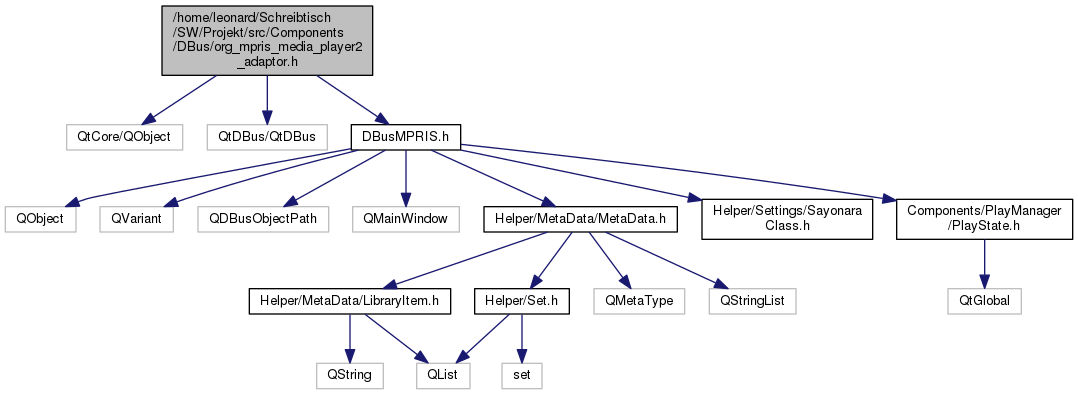 /home/leonard/Schreibtisch
/SW/Projekt/src/Components
/DBus/org_mpris_media_player2
_adaptor.h
QtCore/QObject
QtDBus/QtDBus
DBusMPRIS.h
QObject
QVariant
QDBusObjectPath
QMainWindow
Helper/MetaData/MetaData.h
Helper/Settings/Sayonara
Class.h
Components/PlayManager
/PlayState.h
Helper/MetaData/LibraryItem.h
Helper/Set.h
QMetaType
QStringList
QtGlobal
QString
QList
set